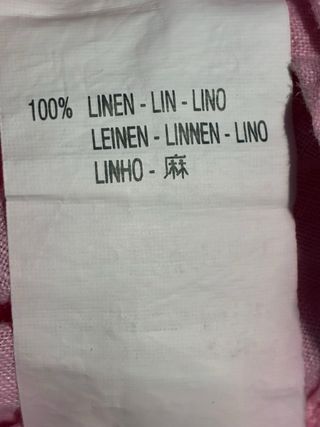 100% LINEN - LIN - LINO
LEINEN - LINNEN - LINO
LINHO - 麻